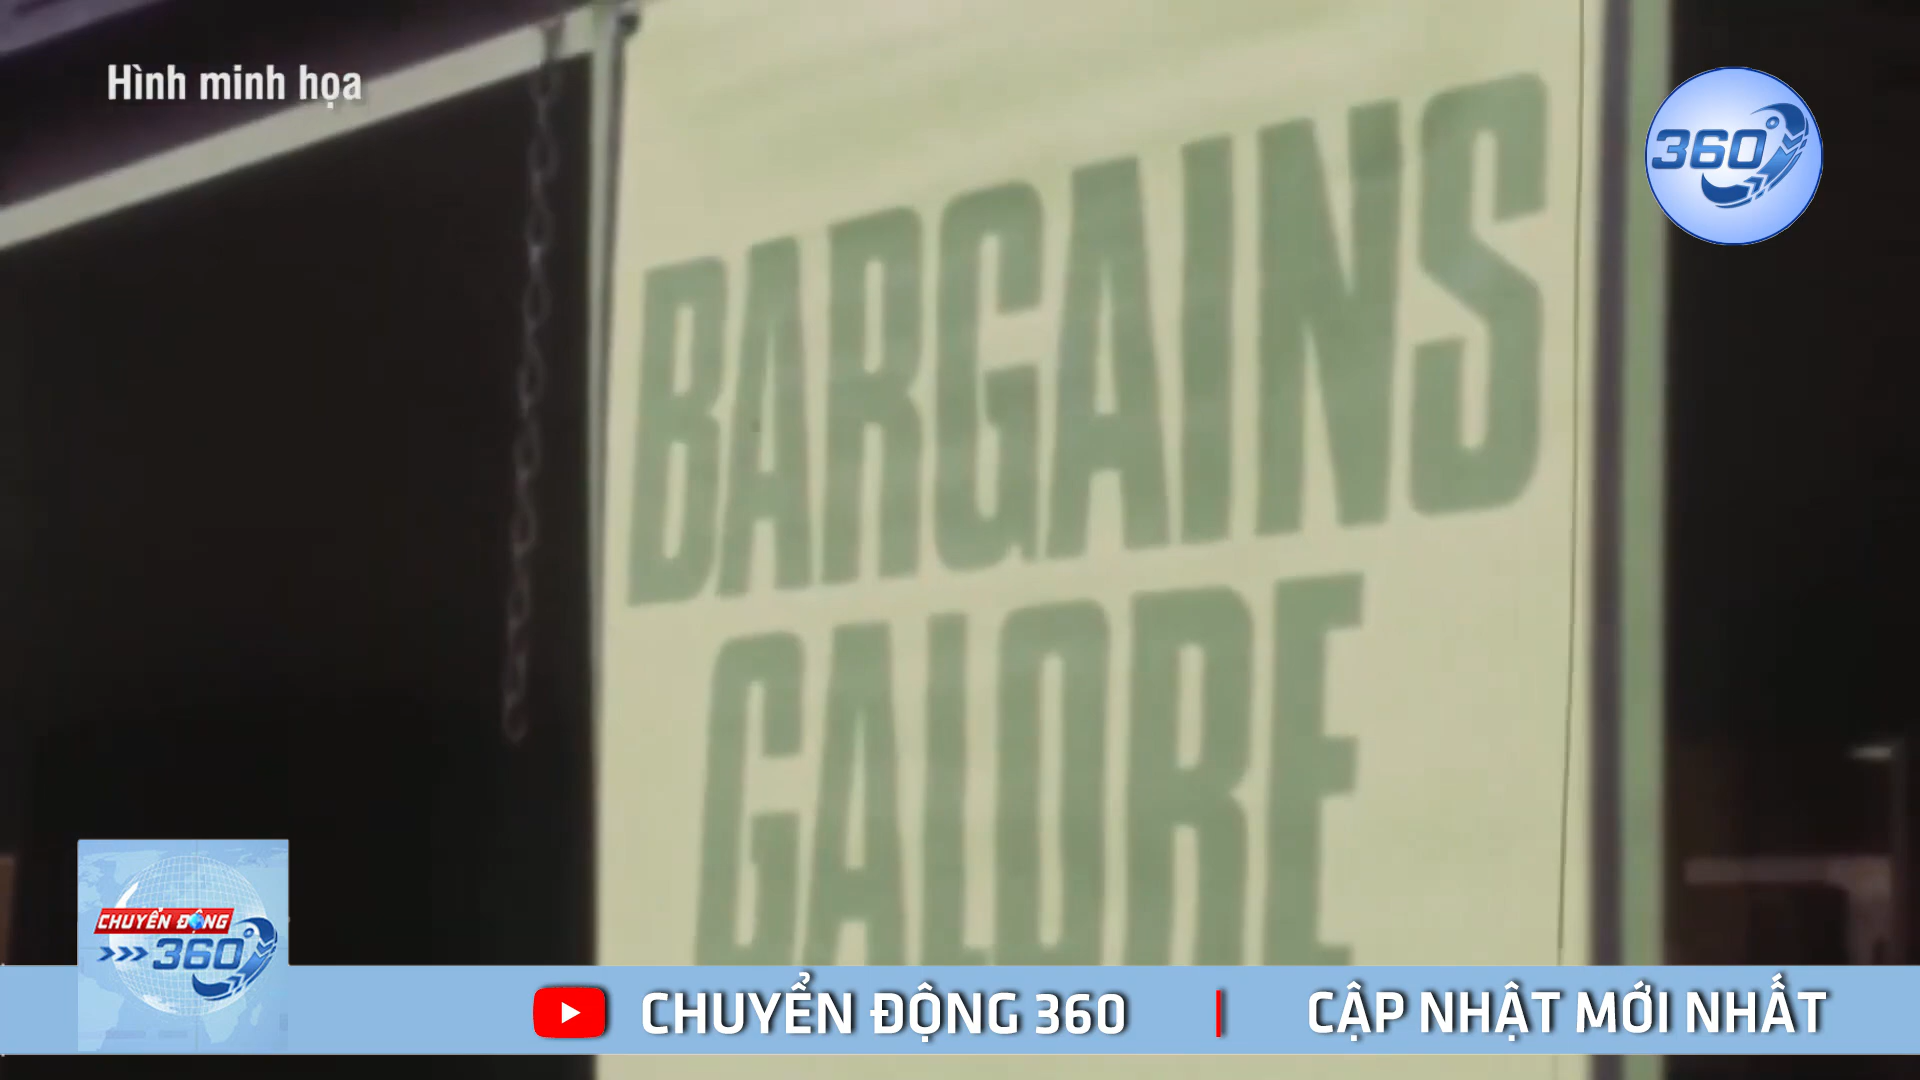 Hình minh họa
360°
BARGAINS
GALORE
CHUYỂN ĐỘNG
360°
CHUYỂN ĐỘNG 360 | CẬP NHẬT MỚI NHẤT